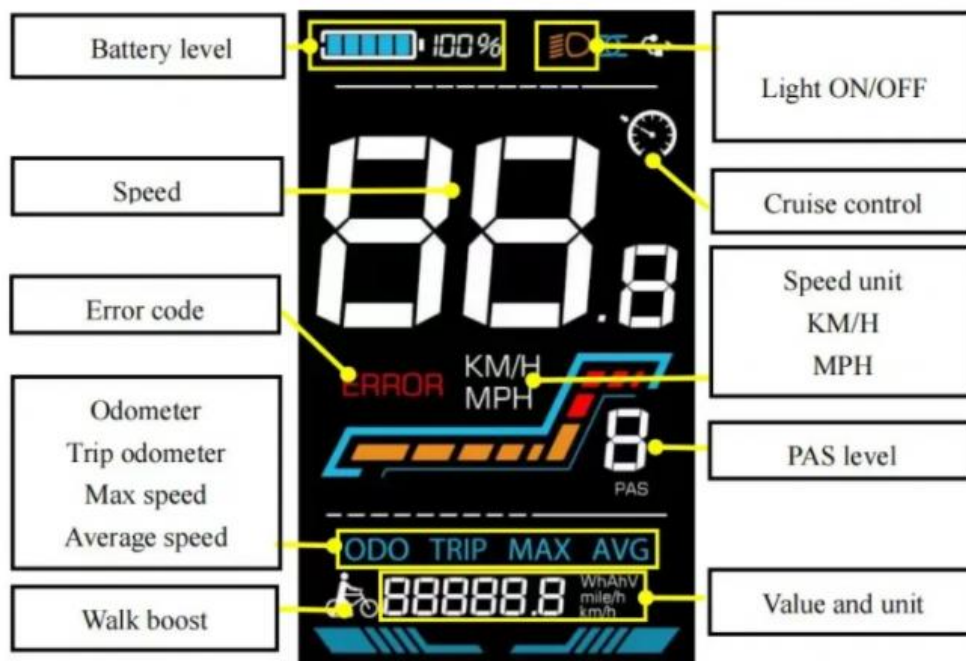 Battery level
100%
Light ON/OFF
Speed
88.8
Cruise control
Error code
Speed unit
KM/H
MPH
ERROR
KM/H
MPH
Odometer
Trip odometer
Max speed
Average speed
8
PAS
PAS level
ODO TRIP MAX AVG
Walk boost
888888.8
WhAhV
mile/h
km/h
Value and unit